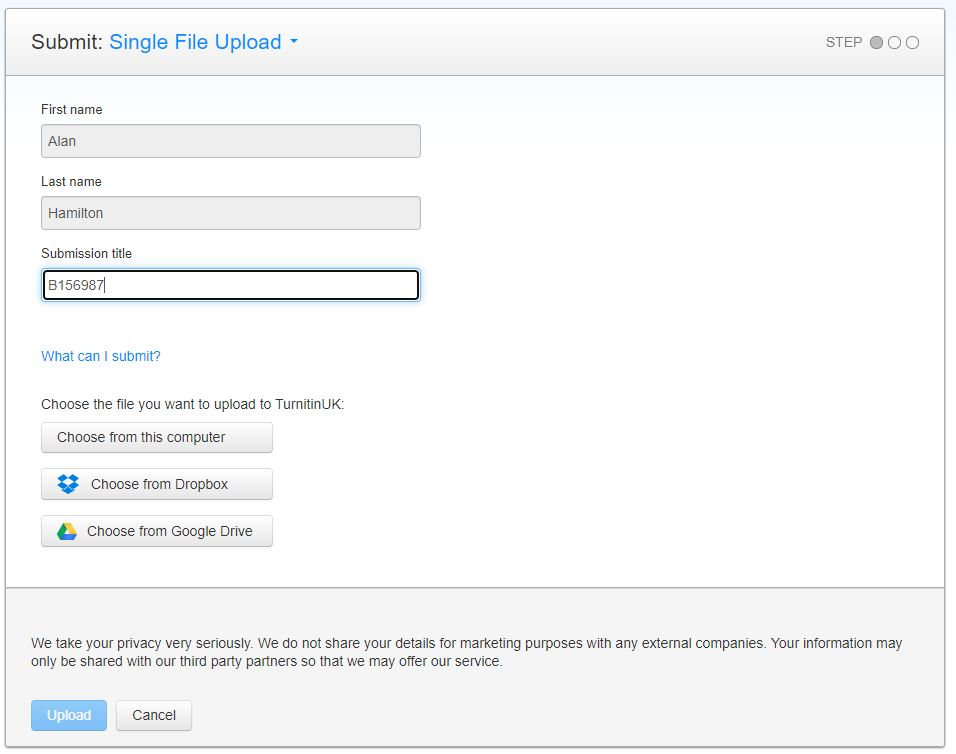 Submit: Single File Upload
STEP
First name
Alan
Last name
Hamilton
Submission title
B156987
What can I submit?
Choose the file you want to upload to TurnitinUK:
Choose from this computer
Choose from Dropbox
Choose from Google Drive
We take your privacy very seriously. We do not share your details for marketing purposes with any external companies. Your information may
only be shared with our third party partners so that we may offer our service.
Upload
Cancel